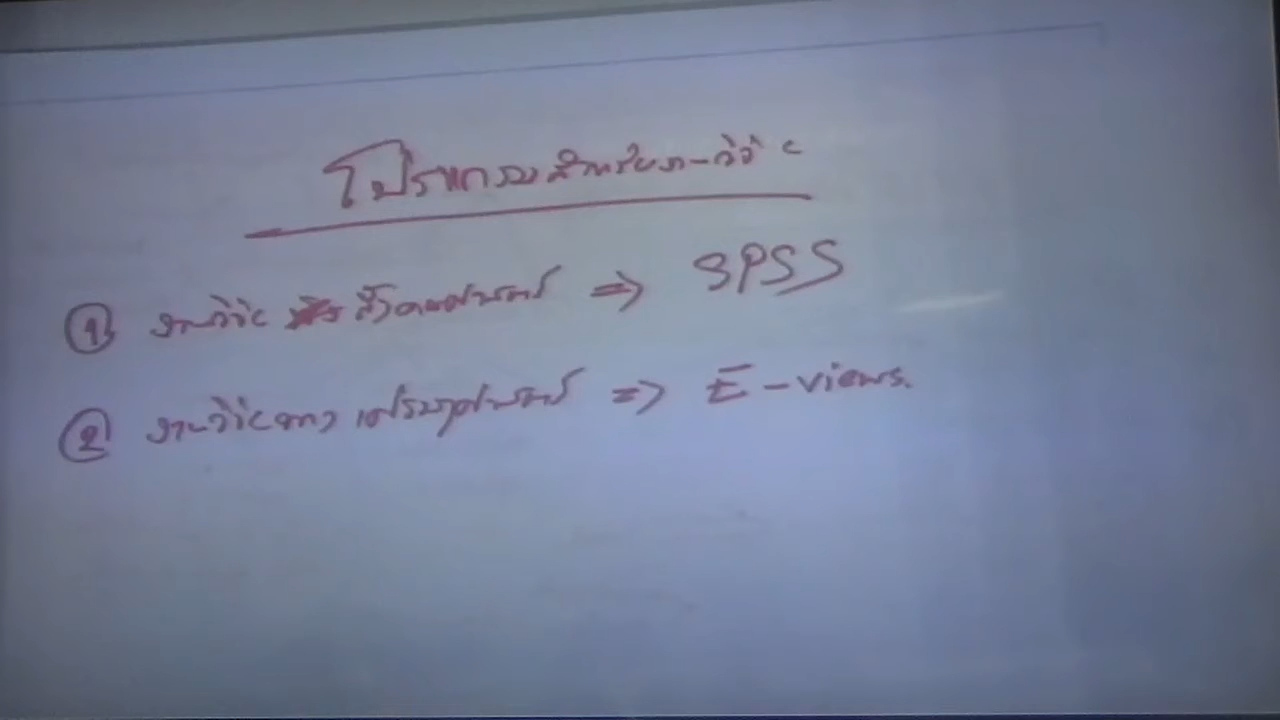 โปรแกรมสำหรับงานวิจัย
① งานวิจัย สังคมศาสตร์ => SPSS
② งานวิจัยทาง เศรษฐศาสตร์ => E-views.